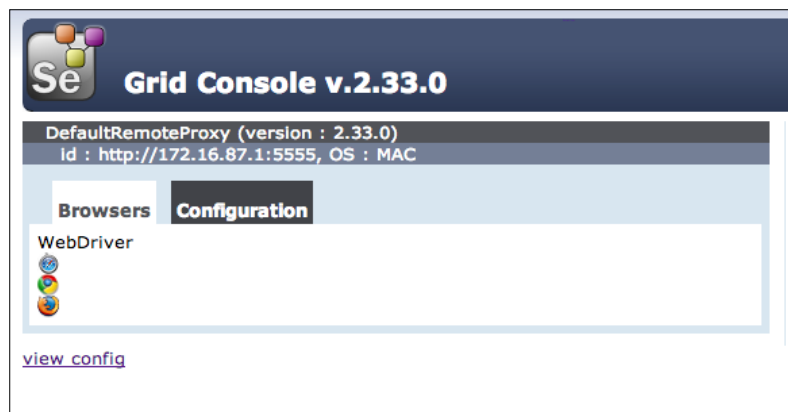 Se
Grid Console v.2.33.0
DefaultRemoteProxy (version : 2.33.0)
id : http://172.16.87.1:5555, OS : MAC
Browsers Configuration
WebDriver
view config